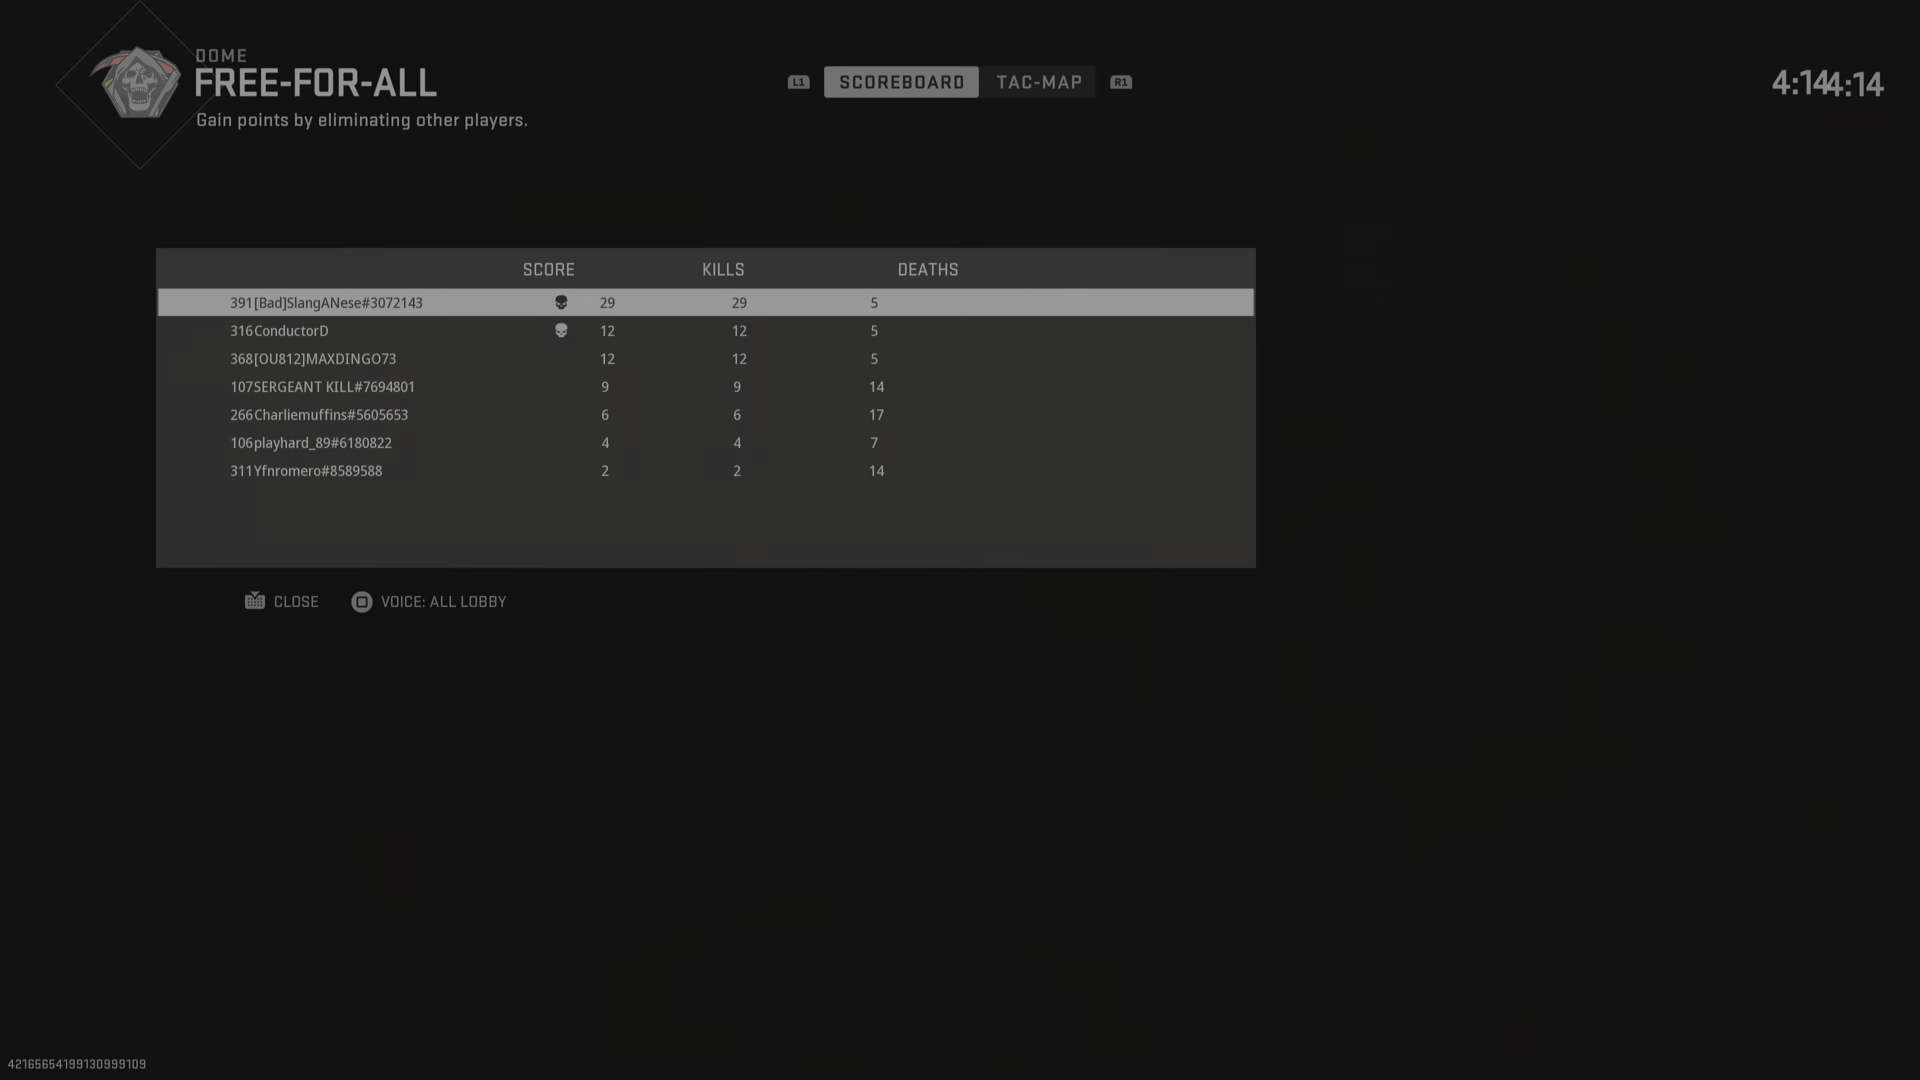 DOME
FREE-FOR-ALL
Gain points by eliminating other players.
L1 SCOREBOARD TAC-MAP R1
4:14 4:14
SCORE KILLS DEATHS
391[Bad]SlangANese#3072143 29 29 5
316ConductorD 12 12 5
368[OU812]MAXDINGO73 12 12 5
107SERGEANT KILL#7694801 9 9 14
266Charliemuffins#5605653 6 6 17
106playhard_89#6180822 4 4 7
311Yfnromero#8589588 2 2 14
CLOSE VOICE: ALL LOBBY
42165654199130999109